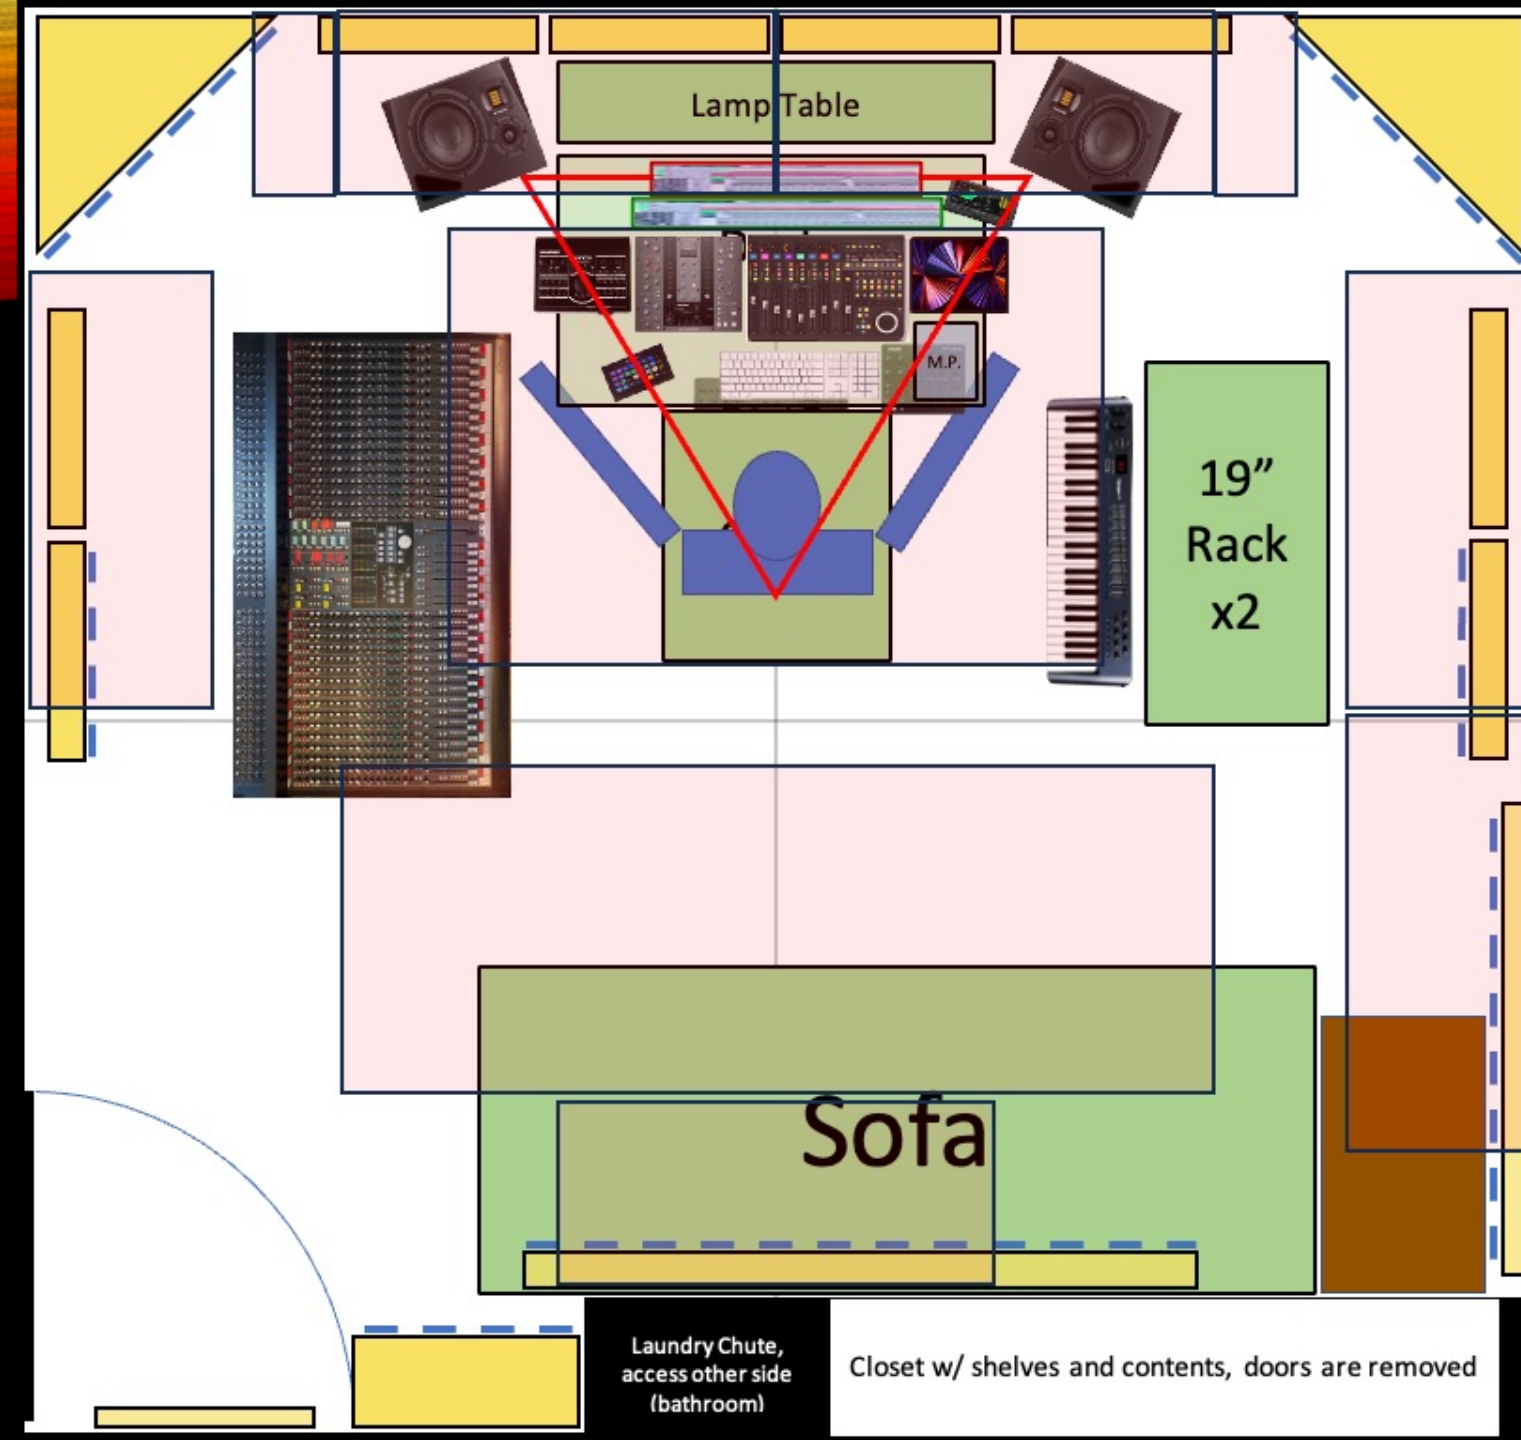 Lamp Table
M.P.
19”
Rack
x2
Sofa
Laundry Chute,
access other side
(bathroom)
Closet w/ shelves and contents, doors are removed